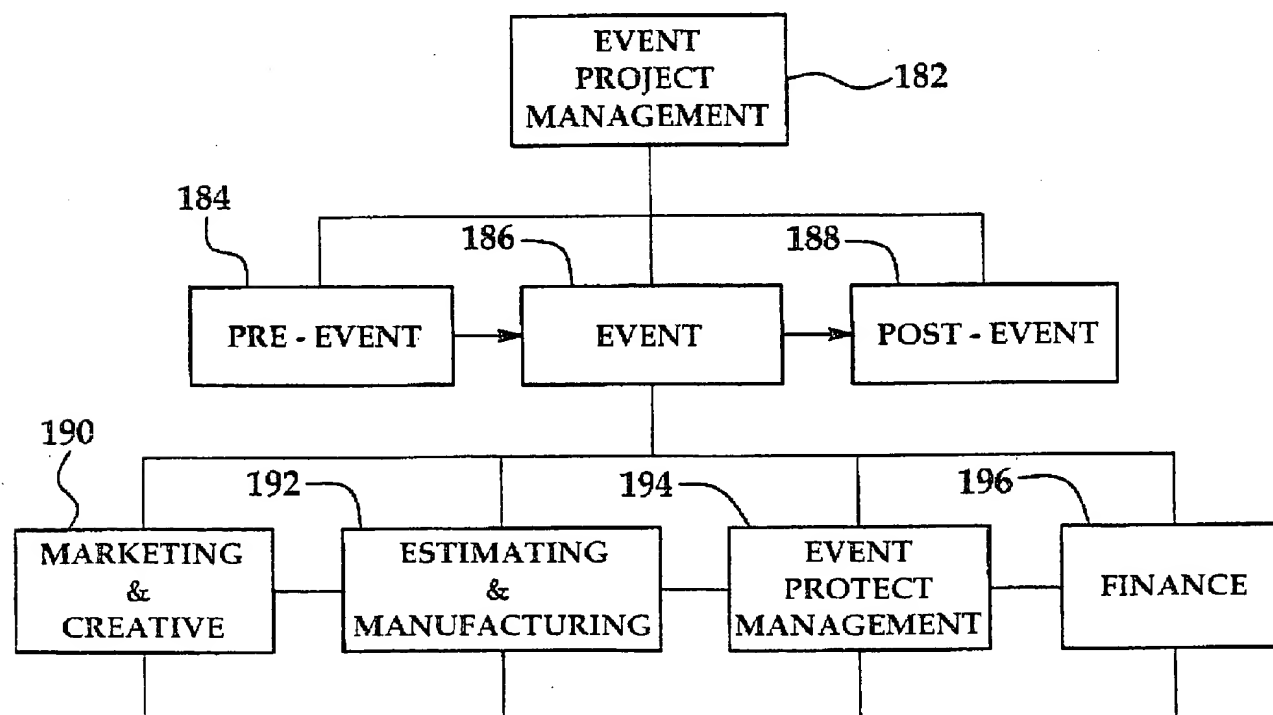 EVENT
PROJECT
MANAGEMENT
182
184
186
188
PRE - EVENT
EVENT
POST - EVENT
190
192
194
196
MARKETING
&
CREATIVE
ESTIMATING
&
MANUFACTURING
EVENT
PROTECT
MANAGEMENT
FINANCE